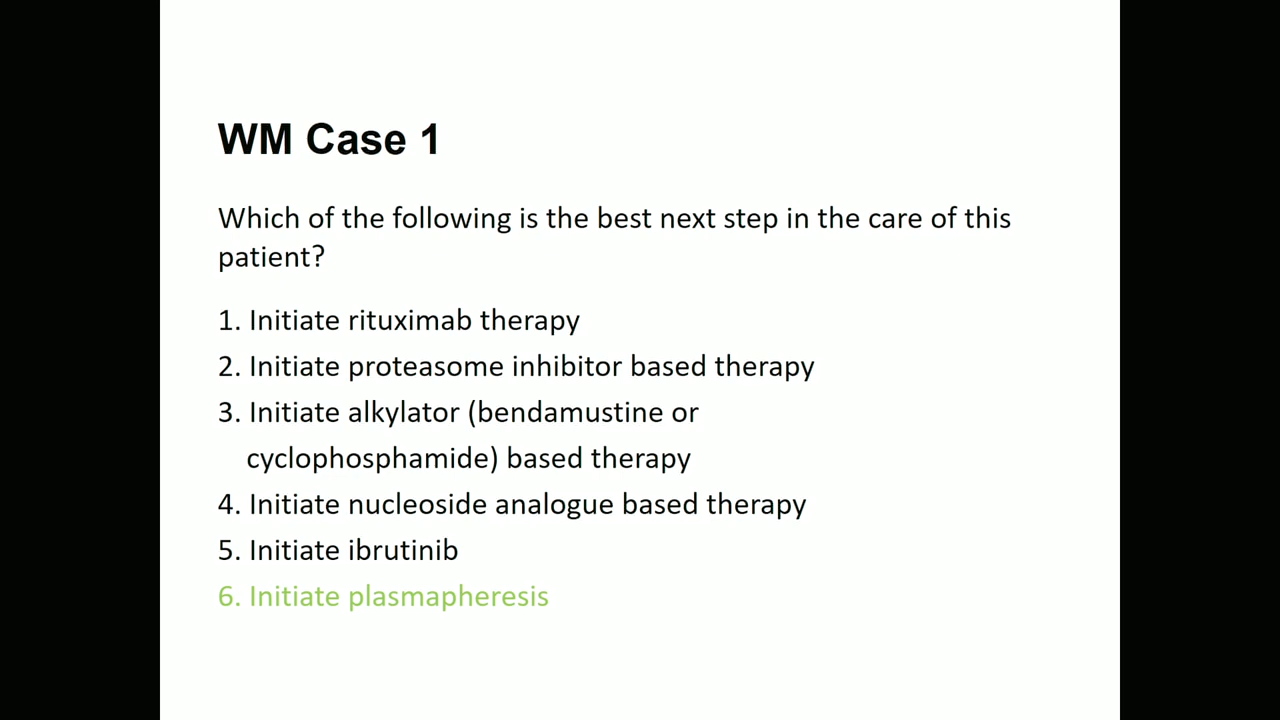 WM Case 1
Which of the following is the best next step in the care of this
patient?
1. Initiate rituximab therapy
2. Initiate proteasome inhibitor based therapy
3. Initiate alkylator (bendamustine or
cyclophosphamide) based therapy
4. Initiate nucleoside analogue based therapy
5. Initiate ibrutinib
6. Initiate plasmapheresis